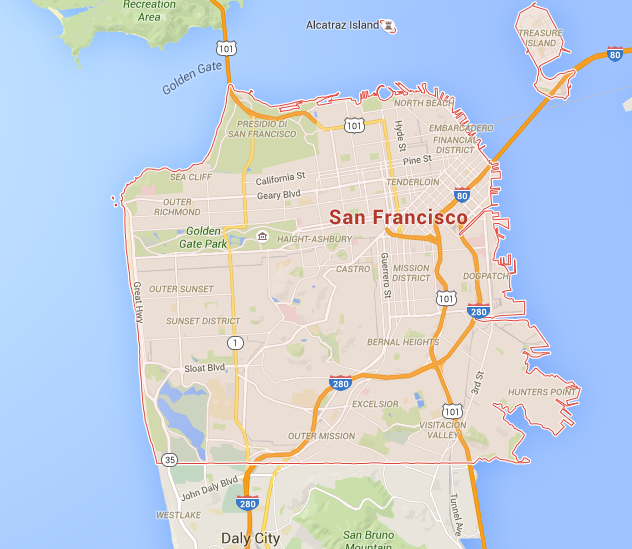 Recreation
Area
Alcatraz Island
TREASURE
ISLAND
101
80
Golden Gate
NORTH BEACH
PRESIDIO DI
SAN FRANCISCO
101
Hyde St
EMBARCADERO
FINANCIAL
DISTRICT
Pine St
SEA CLIFF
California St
TENDERLOIN
Geary Blvd
80
OUTER
RICHMOND
San Francisco
Golden
Gate Park
HAIGHT-ASHBURY
CASTRO
Guerrero St
MISSION
DISTRICT
DOGPATCH
Great Hwy
OUTER SUNSET
101
280
SUNSET DISTRICT
1
BERNAL HEIGHTS
Sloat Blvd
280
3rd St
HUNTERS POINT
EXCELSIOR
101
VISITACION
VALLEY
OUTER MISSION
35
John Daly Blvd
280
Tunnel Ave
WESTLAKE
Daly City
San Bruno
Mountain